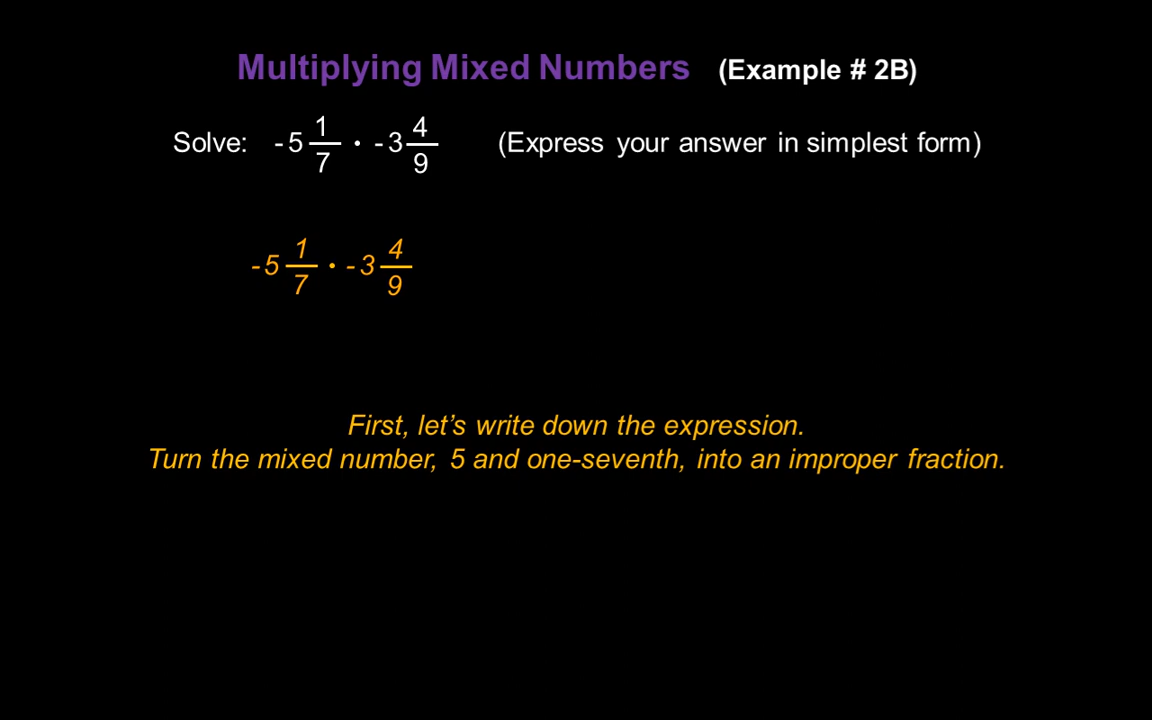 Multiplying Mixed Numbers (Example # 2B)
Solve: -5 1/7 · -3 4/9 (Express your answer in simplest form)
-5 1/7 · -3 4/9
First, let’s write down the expression.
Turn the mixed number, 5 and one-seventh, into an improper fraction.